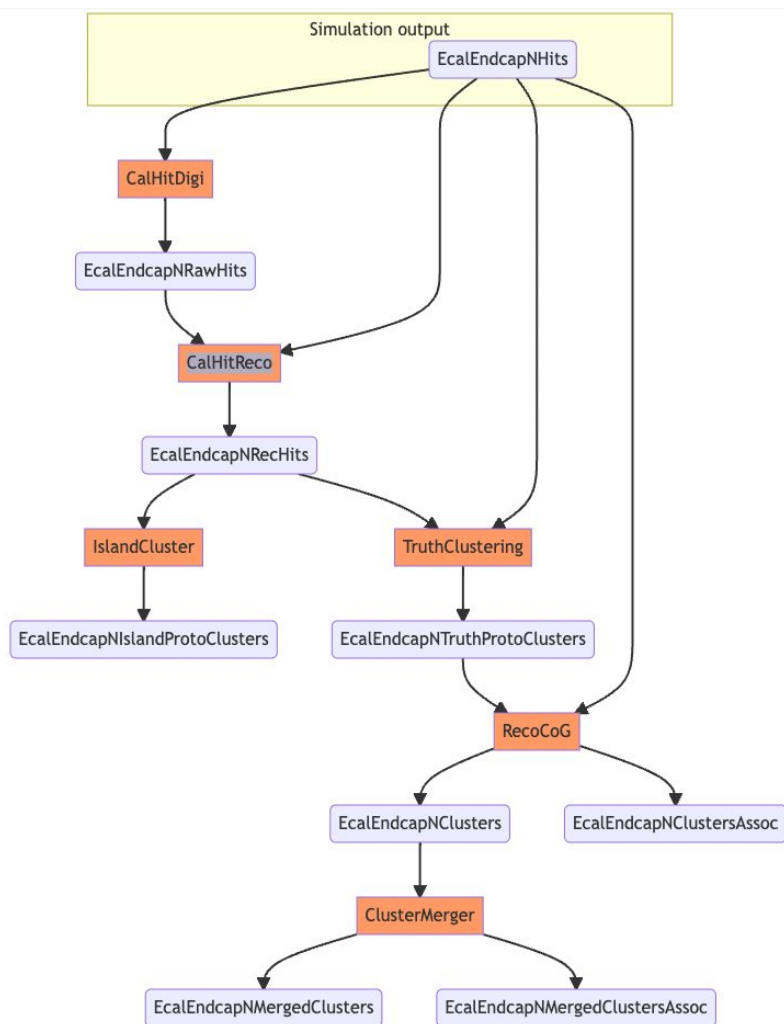 Simulation output
EcalEndcapNHits
CalHitDigi
EcalEndcapNRawHits
CalHitReco
EcalEndcapNRecHits
IslandCluster
TruthClustering
EcalEndcapNIslandProtoClusters
EcalEndcapNTruthProtoClusters
RecoCoG
EcalEndcapNClusters
EcalEndcapNClustersAssoc
ClusterMerger
EcalEndcapNMergedClusters
EcalEndcapNMergedClustersAssoc